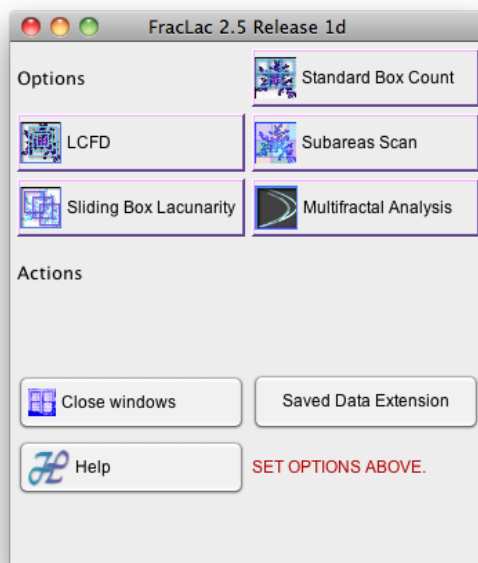 FracLac 2.5 Release 1d
Options
Standard Box Count
LCFD
Subareas Scan
Sliding Box Lacunarity
Multifractal Analysis
Actions
Close windows
Saved Data Extension
Help
SET OPTIONS ABOVE.